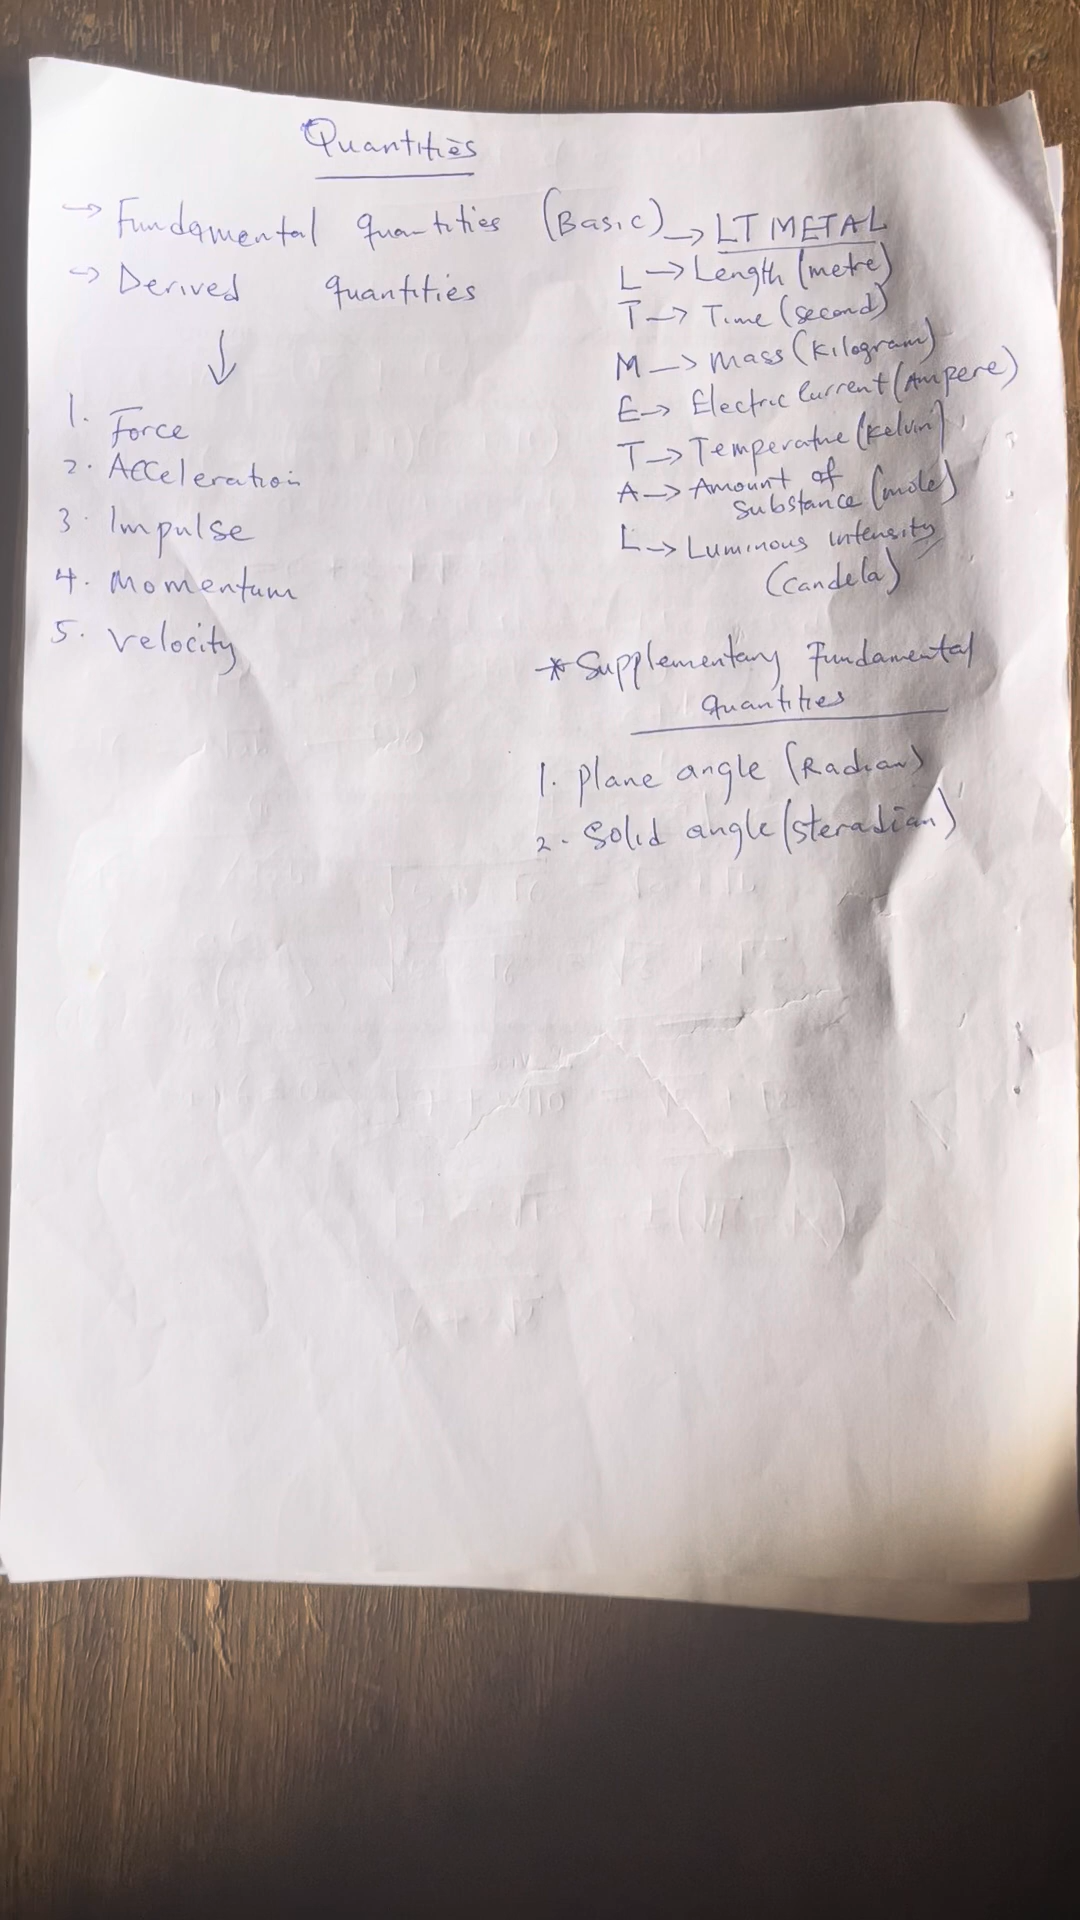 Quantities
→ Fundamental quantities (Basic) → LT METAL
→ Derived quantities
↓
1. Force
2. Acceleration
3. Impulse
4. Momentum
5. Velocity
L → Length (metre)
T → Time (second)
M → Mass (Kilogram)
E → Electric Current (Ampere)
T → Temperature (Kelvin)
A → Amount of
Substance (mole)
L → Luminous intensity
(Candela)
* Supplementary Fundamental
quantities
1. Plane angle (Radian)
2. Solid angle (Steradian)